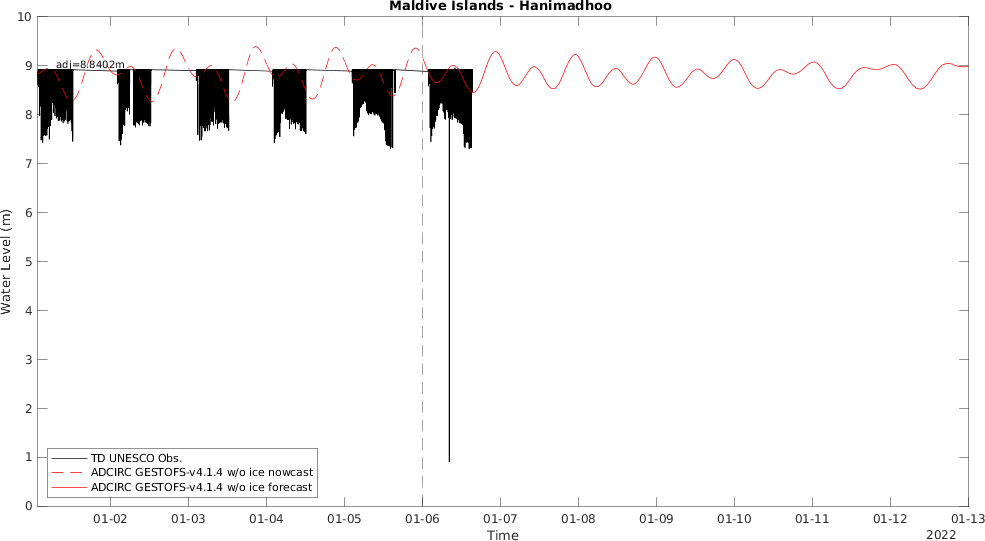 Maldive Islands - Hanimadhoo
10
9
8
7
6
5
4
3
2
1
0
Water Level (m)
adj=8.8402m
TD UNESCO Obs.
ADCIRC GESTOFS-v4.1.4 w/o ice nowcast
ADCIRC GESTOFS-v4.1.4 w/o ice forecast
01-02 01-03 01-04 01-05 01-06 01-07 01-08 01-09 01-10 01-11 01-12 01-13
Time
2022